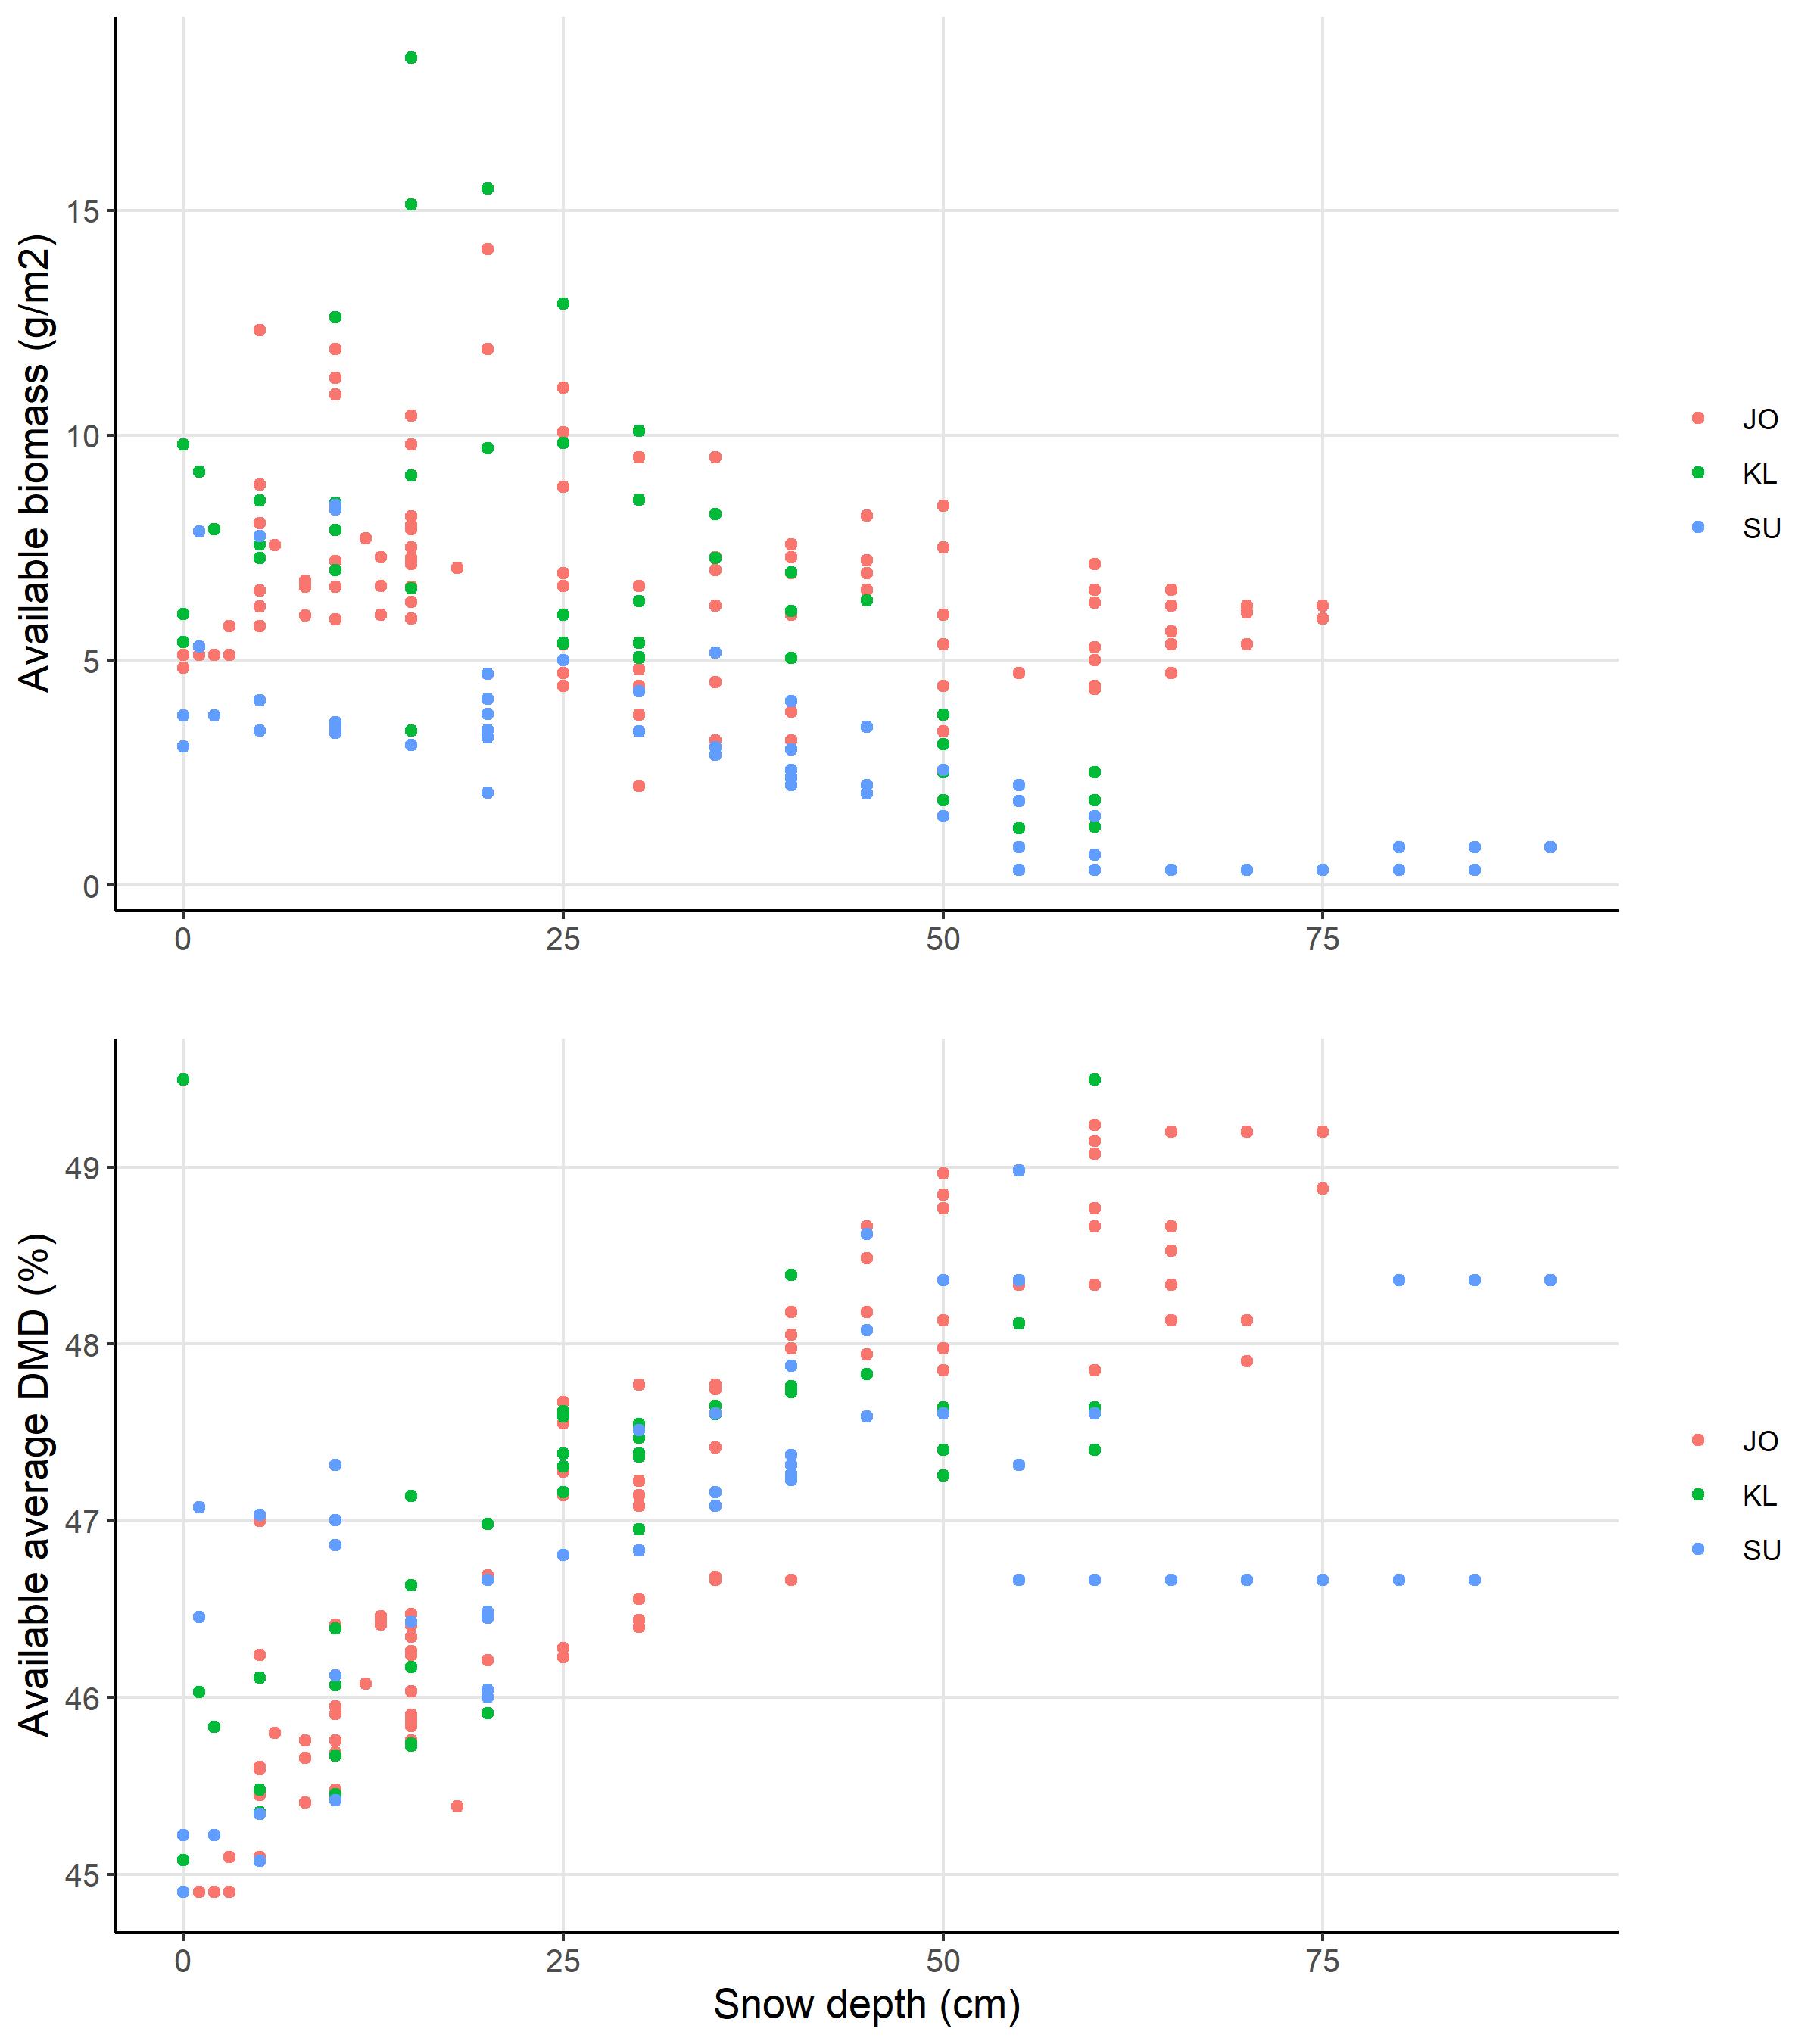 Available biomass (g/m2)
15
10
5
0
0 25 50 75
JO
KL
SU
Available average DMD (%)
49
48
47
46
45
0 25 50 75
Snow depth (cm)
JO
KL
SU